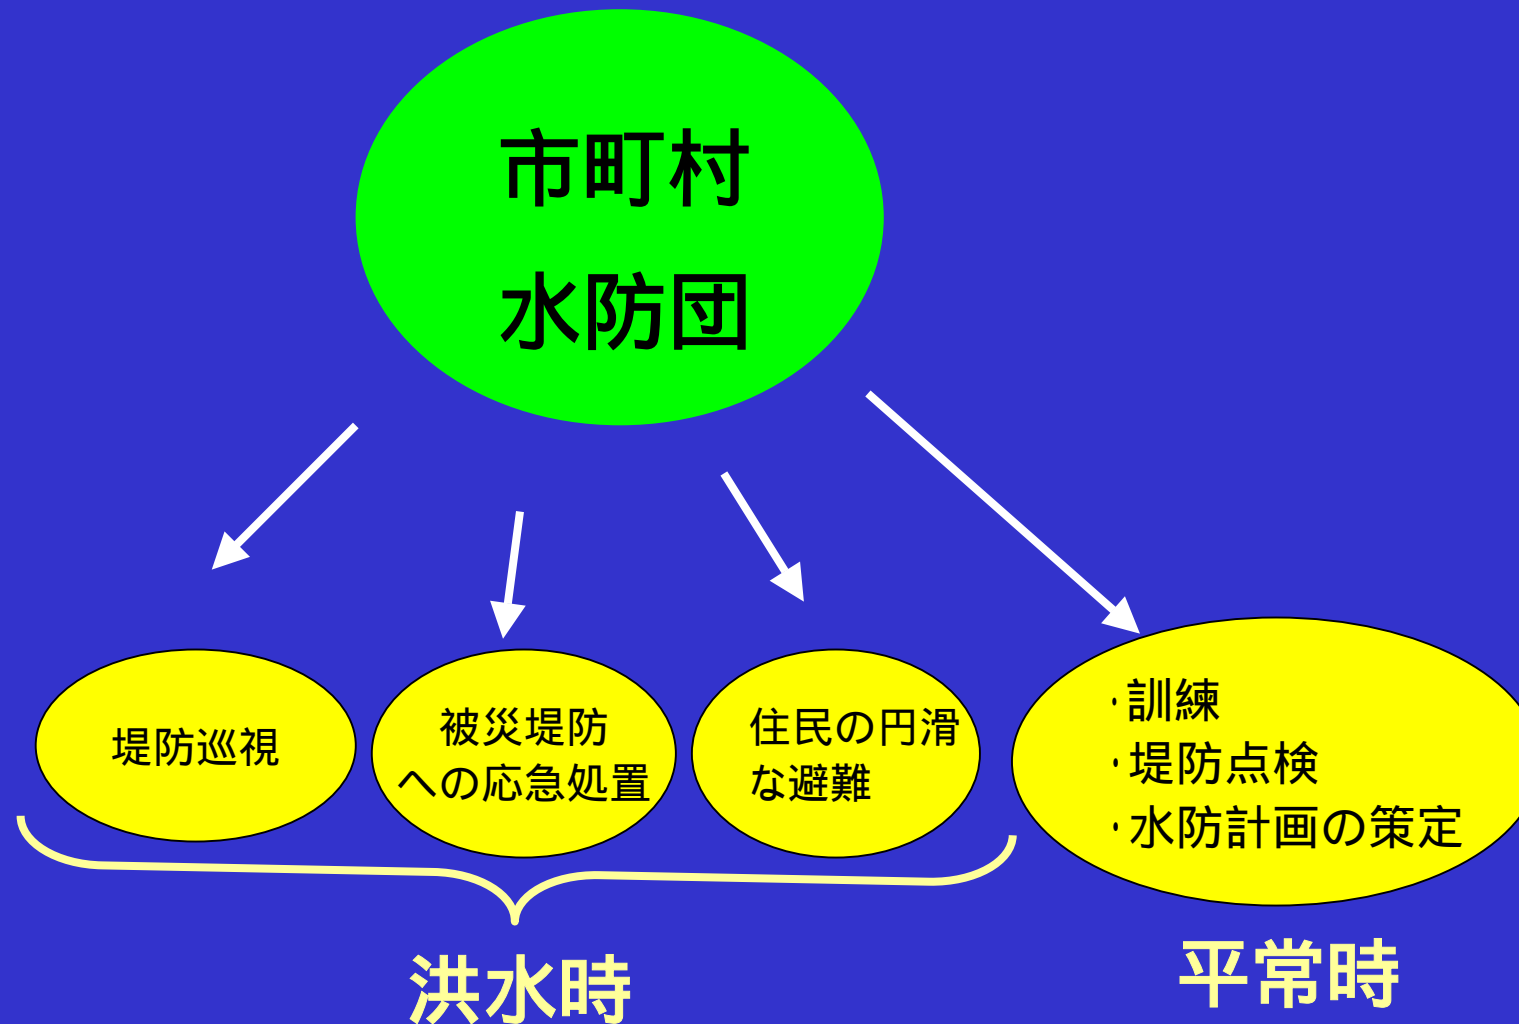 市町村
水防団
堤防巡視
被災堤防
への応急処置
住民の円滑
な避難
・訓練
・堤防点検
・水防計画の策定
洪水時
平常時